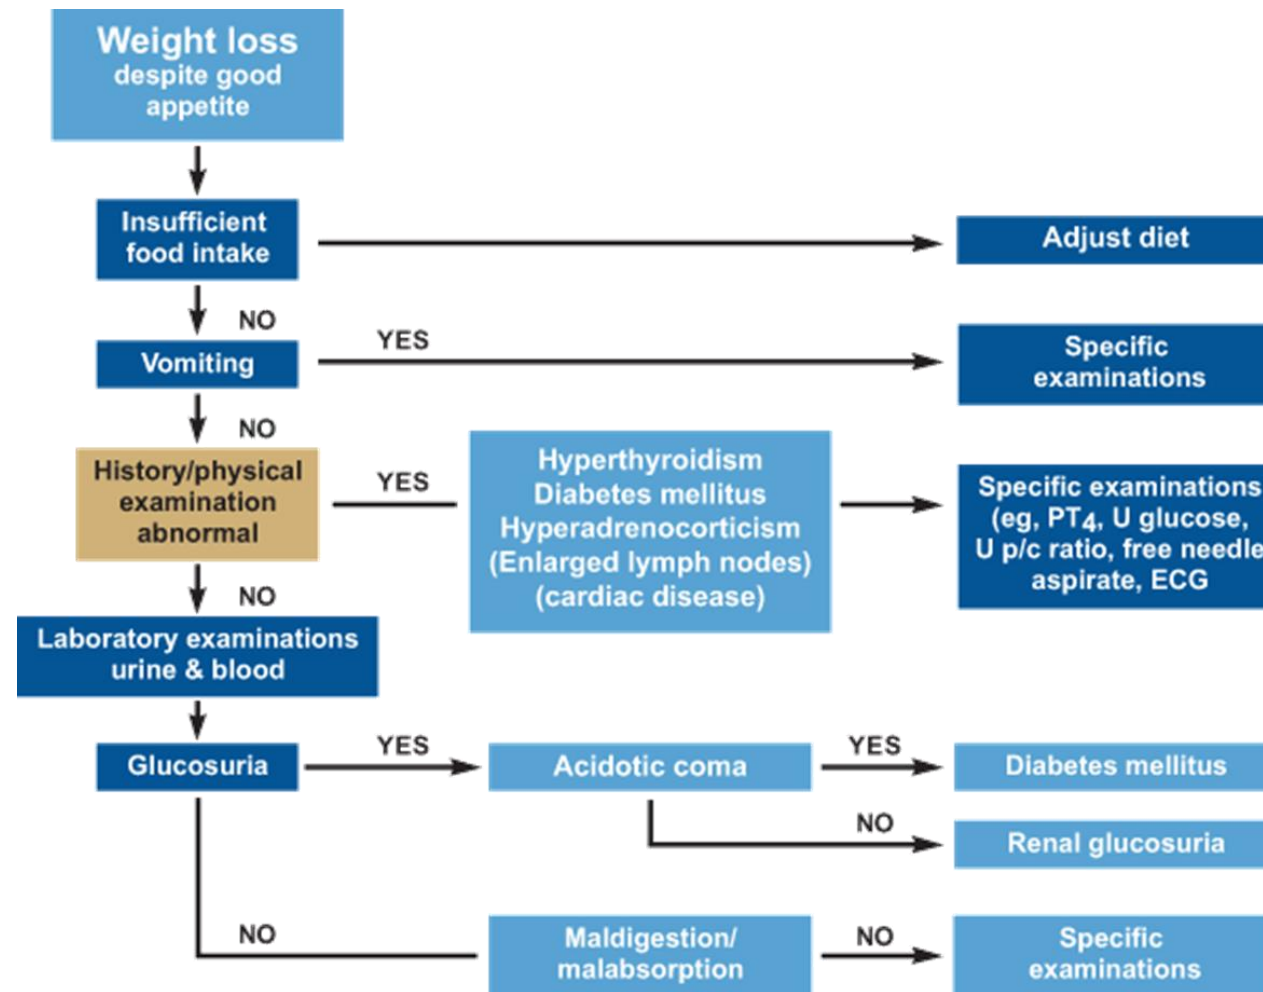 Weight loss
despite good
appetite
Insufficient
food intake
Adjust diet
NO
Vomiting
YES
Specific
examinations
NO
History/physical
examination
abnormal
YES
Hyperthyroidism
Diabetes mellitus
Hyperadrenocorticism
(Enlarged lymph nodes)
(cardiac disease)
Specific examinations
(eg, PT4, U glucose,
U p/c ratio, free needle
aspirate, ECG
NO
Laboratory examinations
urine & blood
Glucosuria
YES
Acidotic coma
YES
Diabetes mellitus
NO
Renal glucosuria
NO
Maldigestion/
malabsorption
NO
Specific
examinations